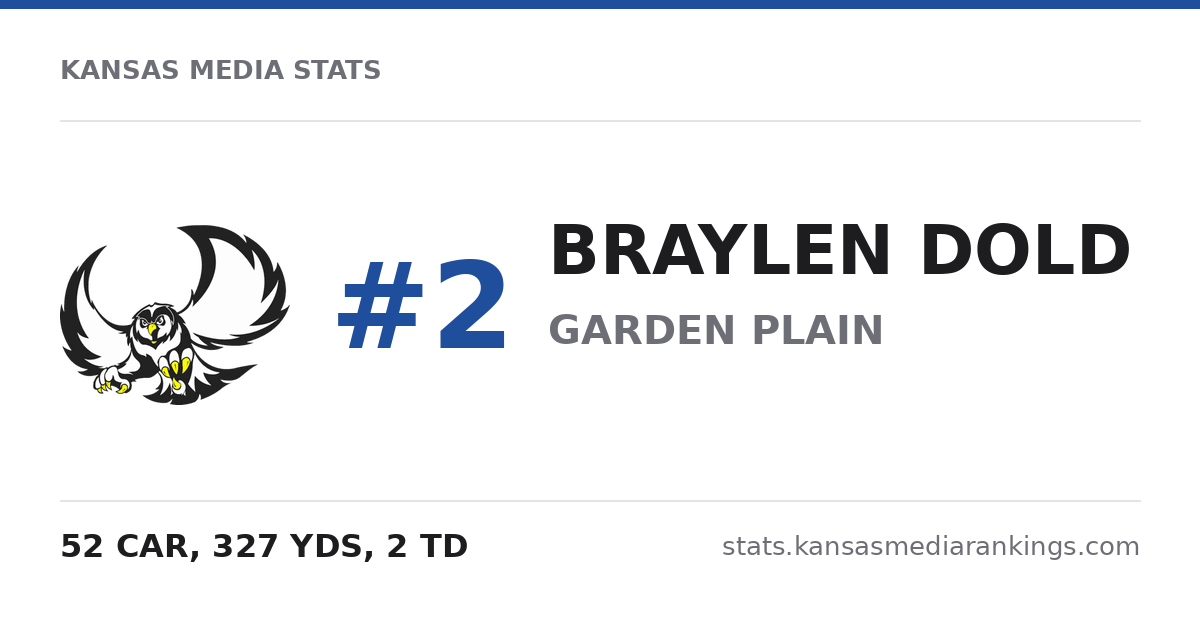 KANSAS MEDIA STATS
#2
BRAYLEN DOLD
GARDEN PLAIN
52 CAR, 327 YDS, 2 TD
stats.kansasmediarankings.com